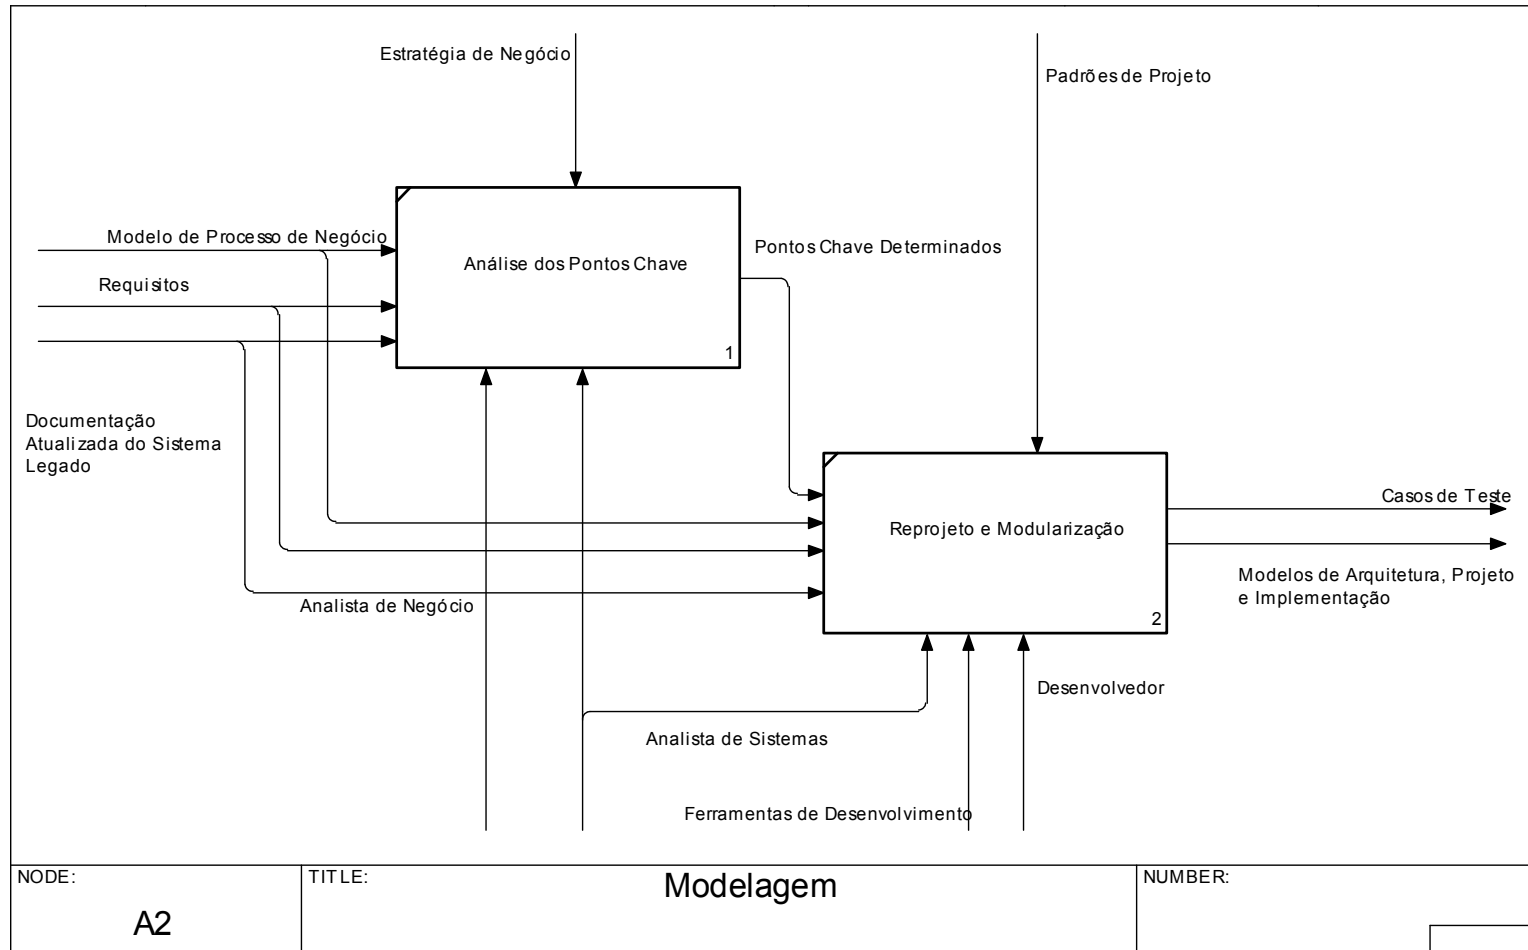 Estratégia de Negócio
Padrões de Projeto
Modelo de Processo de Negócio
Pontos Chave Determinados
Análise dos Pontos Chave
Requisitos
1
Documentação
Atualizada do Sistema
Legado
Casos de Teste
Reprojeto e Modularização
Modelos de Arquitetura, Projeto
e Implementação
Analista de Negócio
2
Desenvolvedor
Analista de Sistemas
Ferramentas de Desenvolvimento
NODE:
A2
TITLE:
Modelagem
NUMBER: